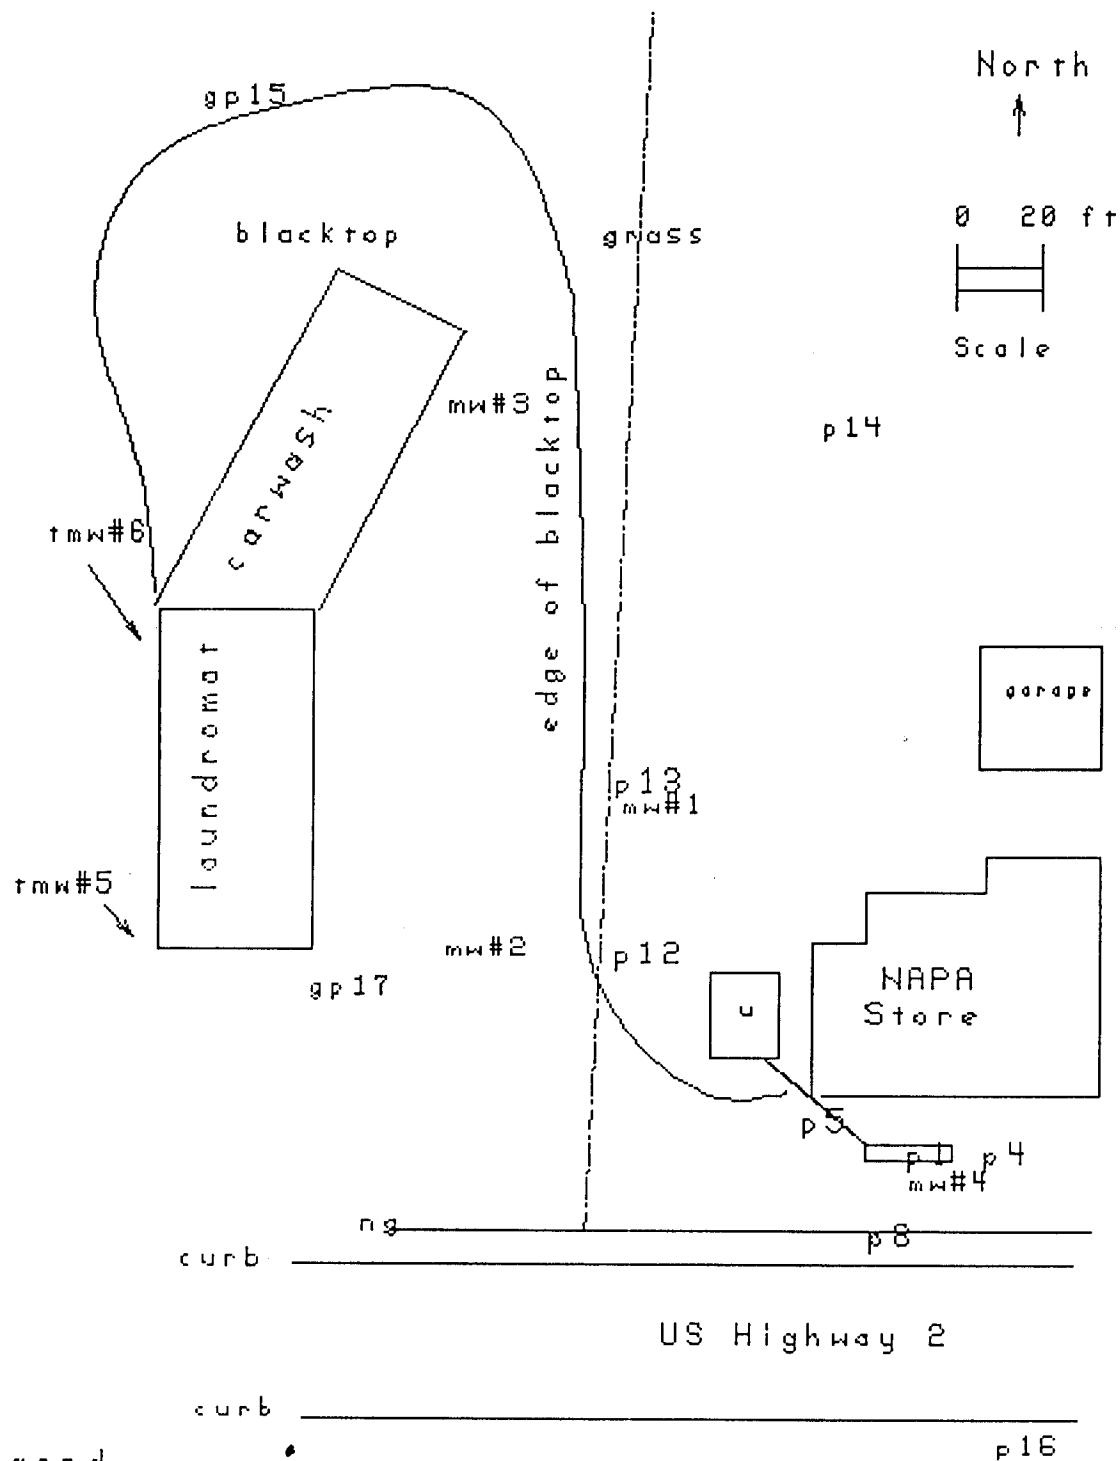 North
gp15
0 20 ft
blacktop
grass
Scale
mw#3
p14
edge of blacktop
carwash
tmw#6
laundromat
garage
p13
mw#1
tmw#5
mw#2
p12
gp17
NAPA
Store
u
p5
p1
p4
mw#4
ng
p8
curb
US Highway 2
curb
p16